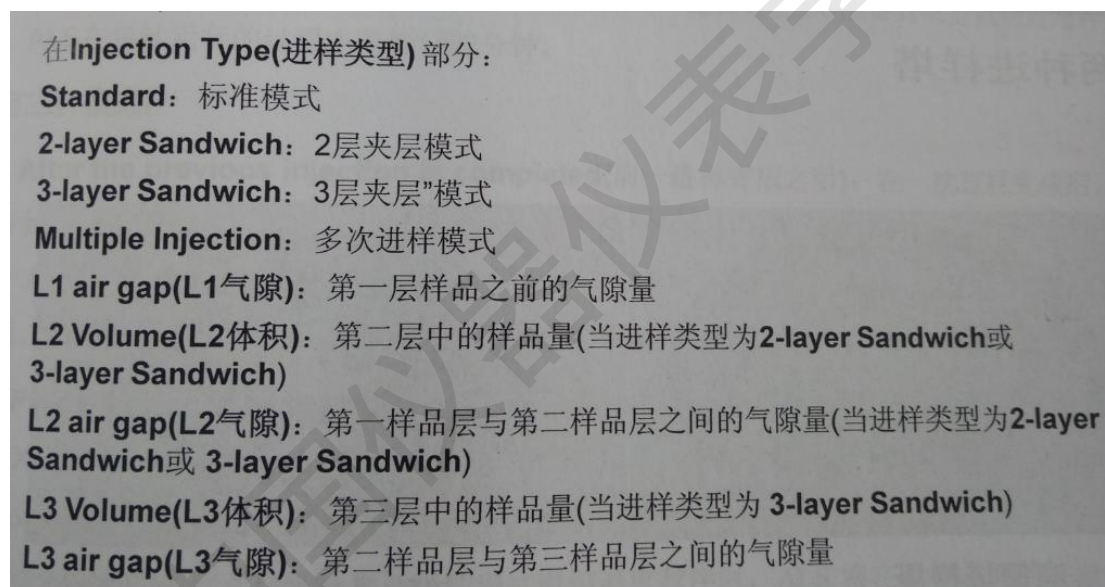 在Injection Type(进样类型) 部分：
Standard：标准模式
2-layer Sandwich：2层夹层模式
3-layer Sandwich：3层夹层”模式
Multiple Injection：多次进样模式
L1 air gap(L1气隙)：第一层样品之前的气隙量
L2 Volume(L2体积)：第二层中的样品量(当进样类型为2-layer Sandwich或
3-layer Sandwich)
L2 air gap(L2气隙)：第一样品层与第二样品层之间的气隙量(当进样类型为2-layer
Sandwich或 3-layer Sandwich)
L3 Volume(L3体积)：第三层中的样品量(当进样类型为 3-layer Sandwich)
L3 air gap(L3气隙)：第二样品层与第三样品层之间的气隙量
国仪器仪表学